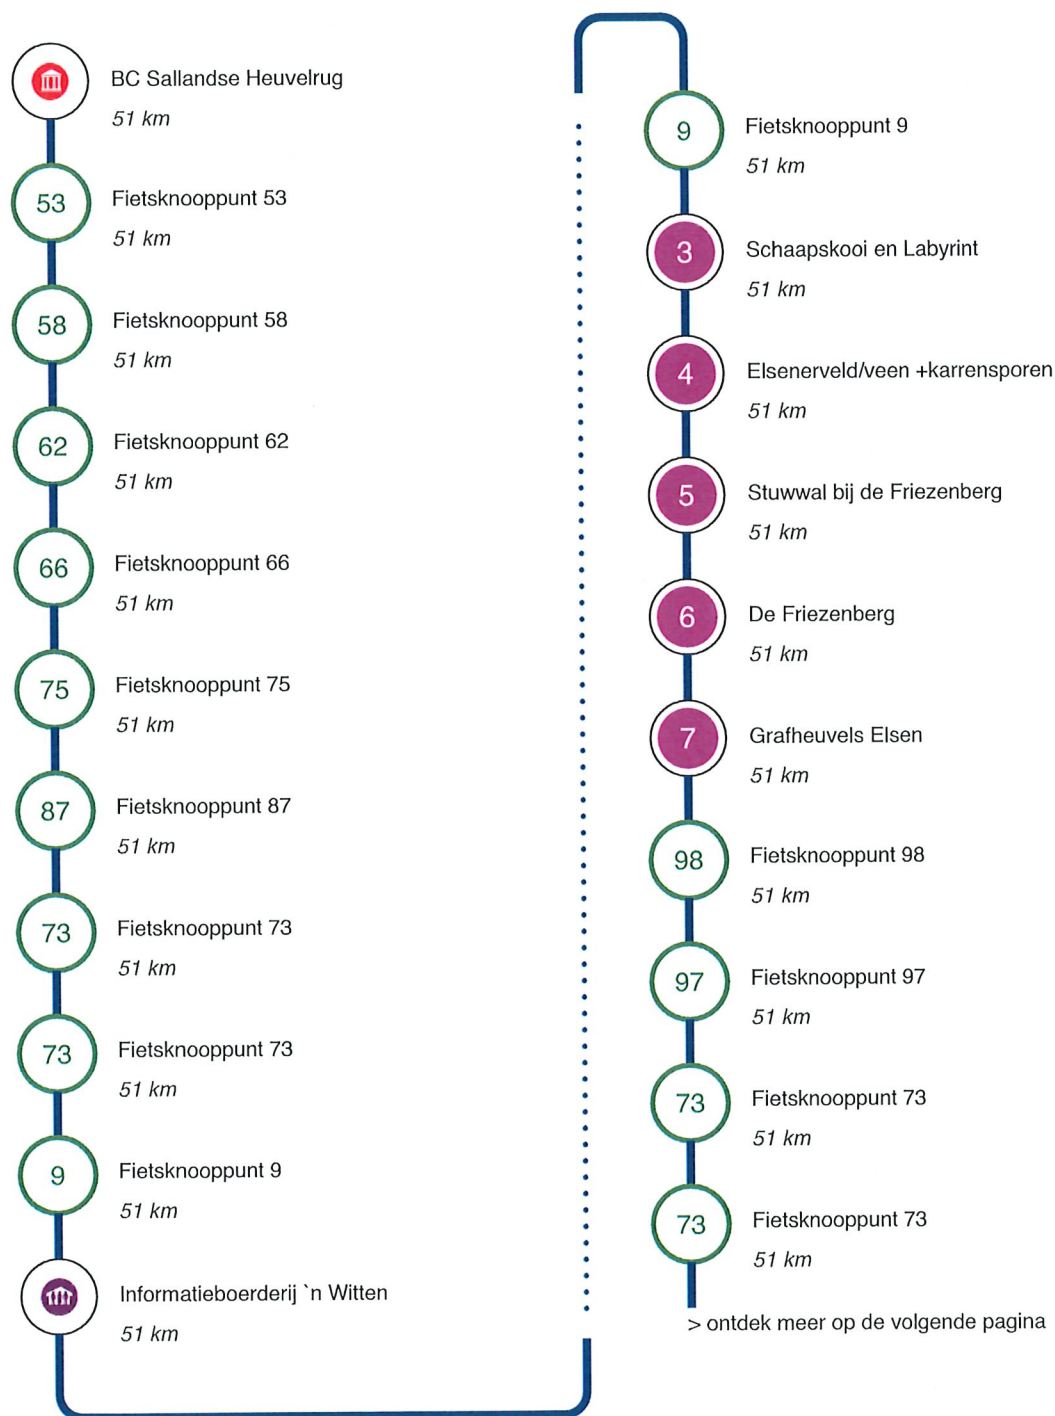 BC Sallandse Heuvelrug
51 km
53
Fietsknooppunt 53
51 km
58
Fietsknooppunt 58
51 km
62
Fietsknooppunt 62
51 km
66
Fietsknooppunt 66
51 km
75
Fietsknooppunt 75
51 km
87
Fietsknooppunt 87
51 km
73
Fietsknooppunt 73
51 km
73
Fietsknooppunt 73
51 km
9
Fietsknooppunt 9
51 km
Informatieboerderij `n Witten
51 km
9
Fietsknooppunt 9
51 km
3
Schaapskooi en Labyrint
51 km
4
Elsenerveld/veen +karrensporen
51 km
5
Stuwwal bij de Friezenberg
51 km
6
De Friezenberg
51 km
7
Grafheuvels Elsen
51 km
98
Fietsknooppunt 98
51 km
97
Fietsknooppunt 97
51 km
73
Fietsknooppunt 73
51 km
73
Fietsknooppunt 73
51 km
> ontdek meer op de volgende pagina